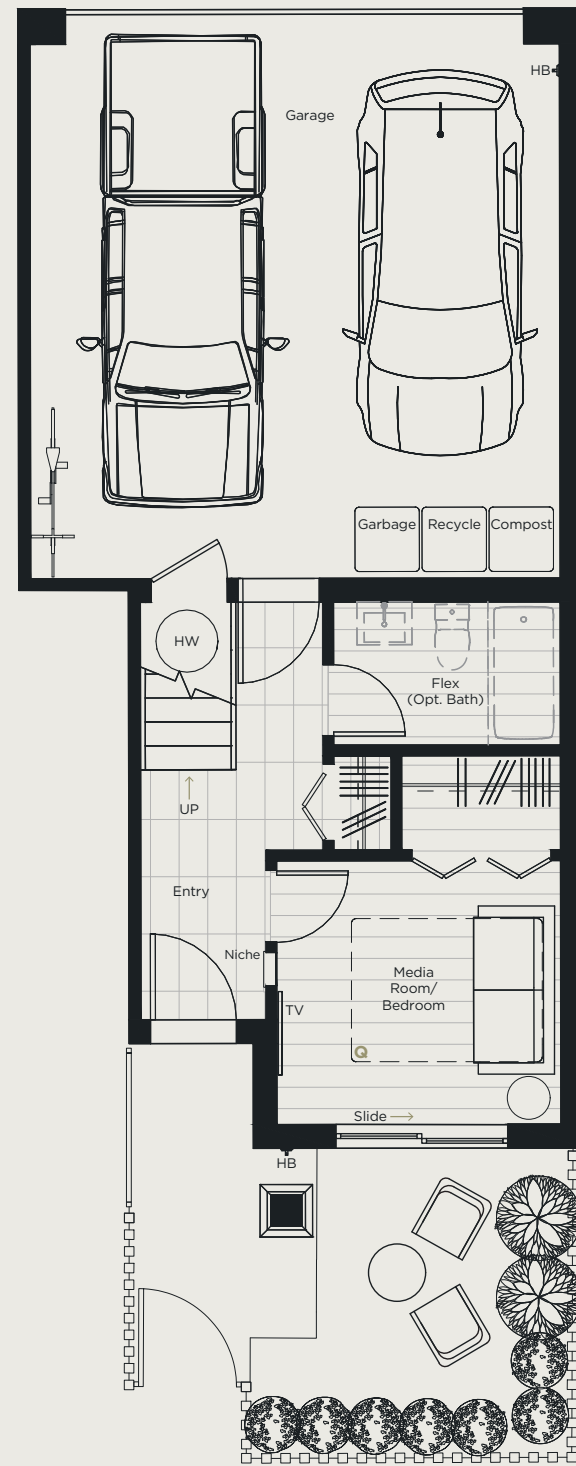 HB
Garage
Garbage Recycle Compost
HW
Flex
(Opt. Bath)
UP
Entry
Niche
Media
Room/
Bedroom
TV
Q
Slide
HB